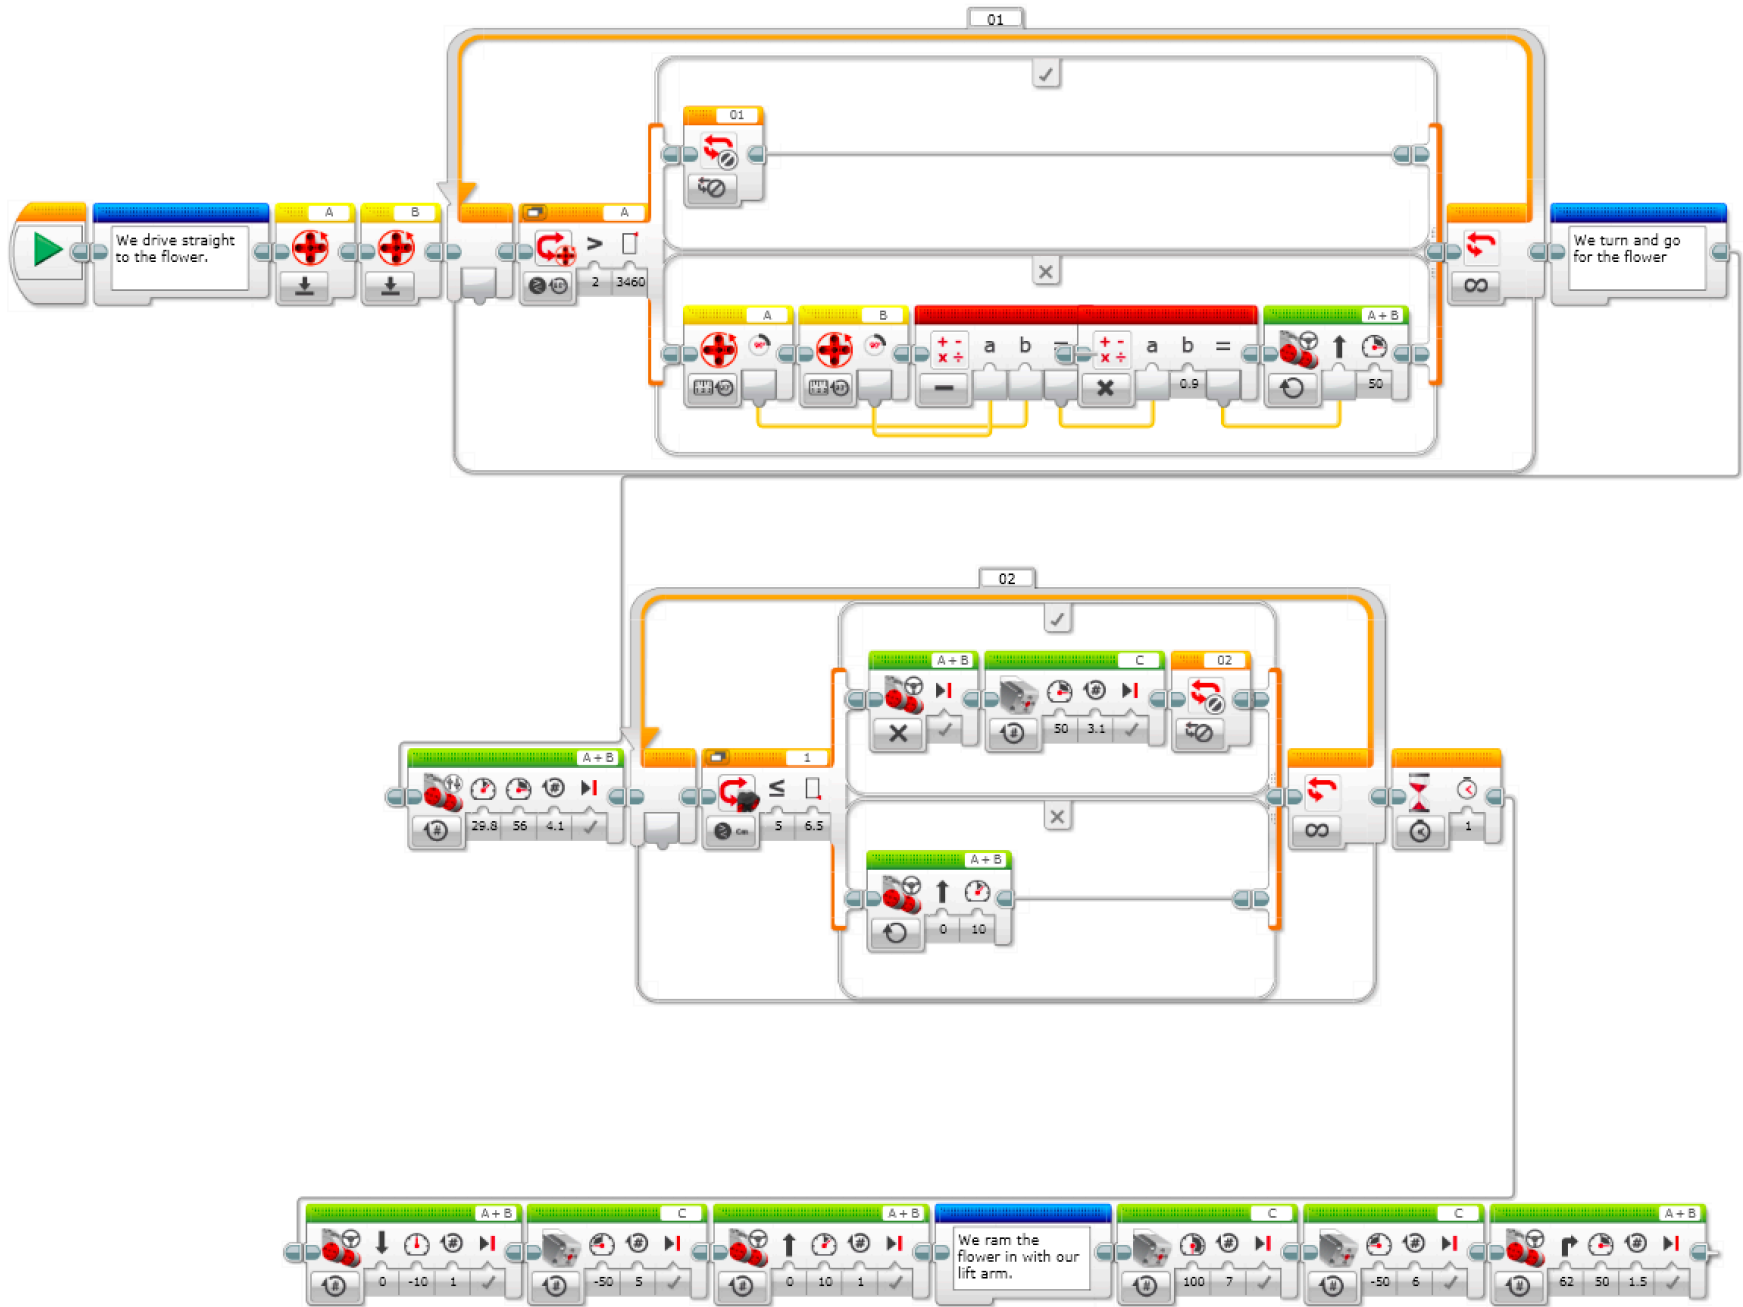 01
01
A
B
A
We drive straight
to the flower.
> 
2 3460
We turn and go
for the flower
∞
A
B
A+B
a b =
a b =
0.9
50
02
A+B
C
02
50 3.1
A+B
1
29.8 56 4.1
≤
5 6.5
cm
∞
1
A+B
0 10
A+B
C
A+B
C
C
A+B
We ram the
flower in with our
lift arm.
0 -10 1
-50 5
0 10 1
100 7
-50 6
62 50 1.5